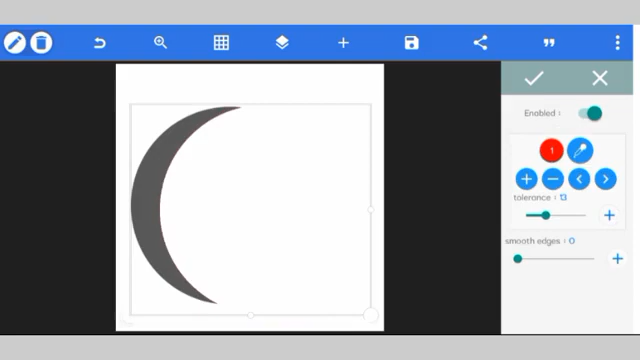 Enabled :
1
tolerance : 13
smooth edges : 0